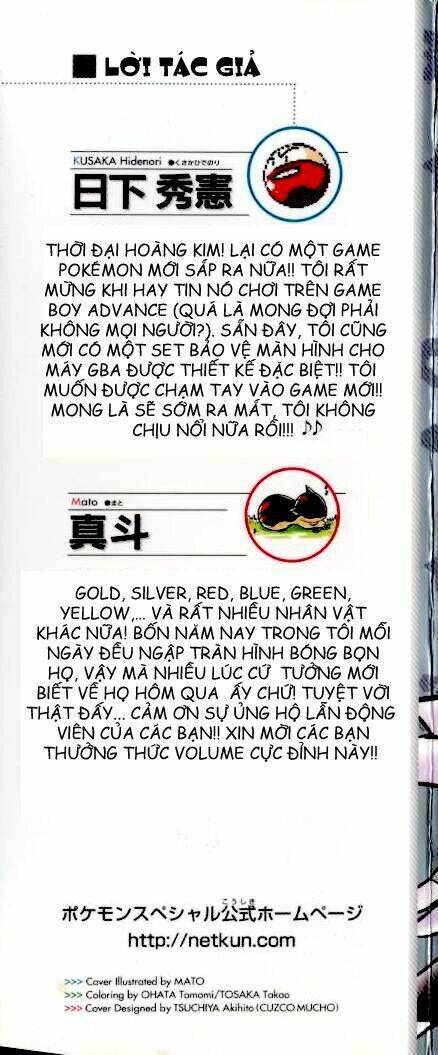 ■ LỜI TÁC GIẢ
KUSAKA Hidenori ●くさかひでのり
日下 秀憲
THỜI ĐẠI HOÀNG KIM! LẠI CÓ MỘT GAME
POKÉMON MỚI SẮP RA NỮA!! TÔI RẤT
MỪNG KHI HAY TIN NÓ CHƠI TRÊN GAME
BOY ADVANCE (QUÁ LÀ MONG ĐỢI PHẢI
KHÔNG MỌI NGƯỜI?). SẴN ĐÂY, TÔI CŨNG
MỚI CÓ MỘT SET BẢO VỆ MÀN HÌNH CHO
MÁY GBA ĐƯỢC THIẾT KẾ ĐẶC BIỆT!! TÔI
MUỐN ĐƯỢC CHẠM TAY VÀO GAME MỚI!!
MONG LÀ SẼ SỚM RA MẮT, TÔI KHÔNG
CHỊU NỔI NỮA RỒI!!! ♪♪
Mato ●まと
真斗
GOLD, SILVER, RED, BLUE, GREEN,
YELLOW,... VÀ RẤT NHIỀU NHÂN VẬT
KHÁC NỮA! BỐN NĂM NAY TRONG TÔI MỖI
NGÀY ĐỀU NGẬP TRÀN HÌNH BÓNG BỌN
HỌ, VẬY MÀ NHIỀU LÚC CỨ TƯỞNG MỚI
BIẾT VỀ HỌ HÔM QUA ẤY CHỨ! TUYỆT VỜI
THẬT ĐẤY... CẢM ƠN SỰ ỦNG HỘ LẪN ĐỘNG
VIÊN CỦA CÁC BẠN!! XIN MỜI CÁC BẠN
THƯỞNG THỨC VOLUME CỰC ĐỈNH NÀY!!
こうしき
ポケモンスペシャル公式ホームページ
http://netkun.com
>>> Cover Illustrated by MATO
>>> Coloring by OHATA Tomomi/TOSAKA Takao
>>> Cover Designed by TSUCHIYA Akihito (CUZCO MUCHO)